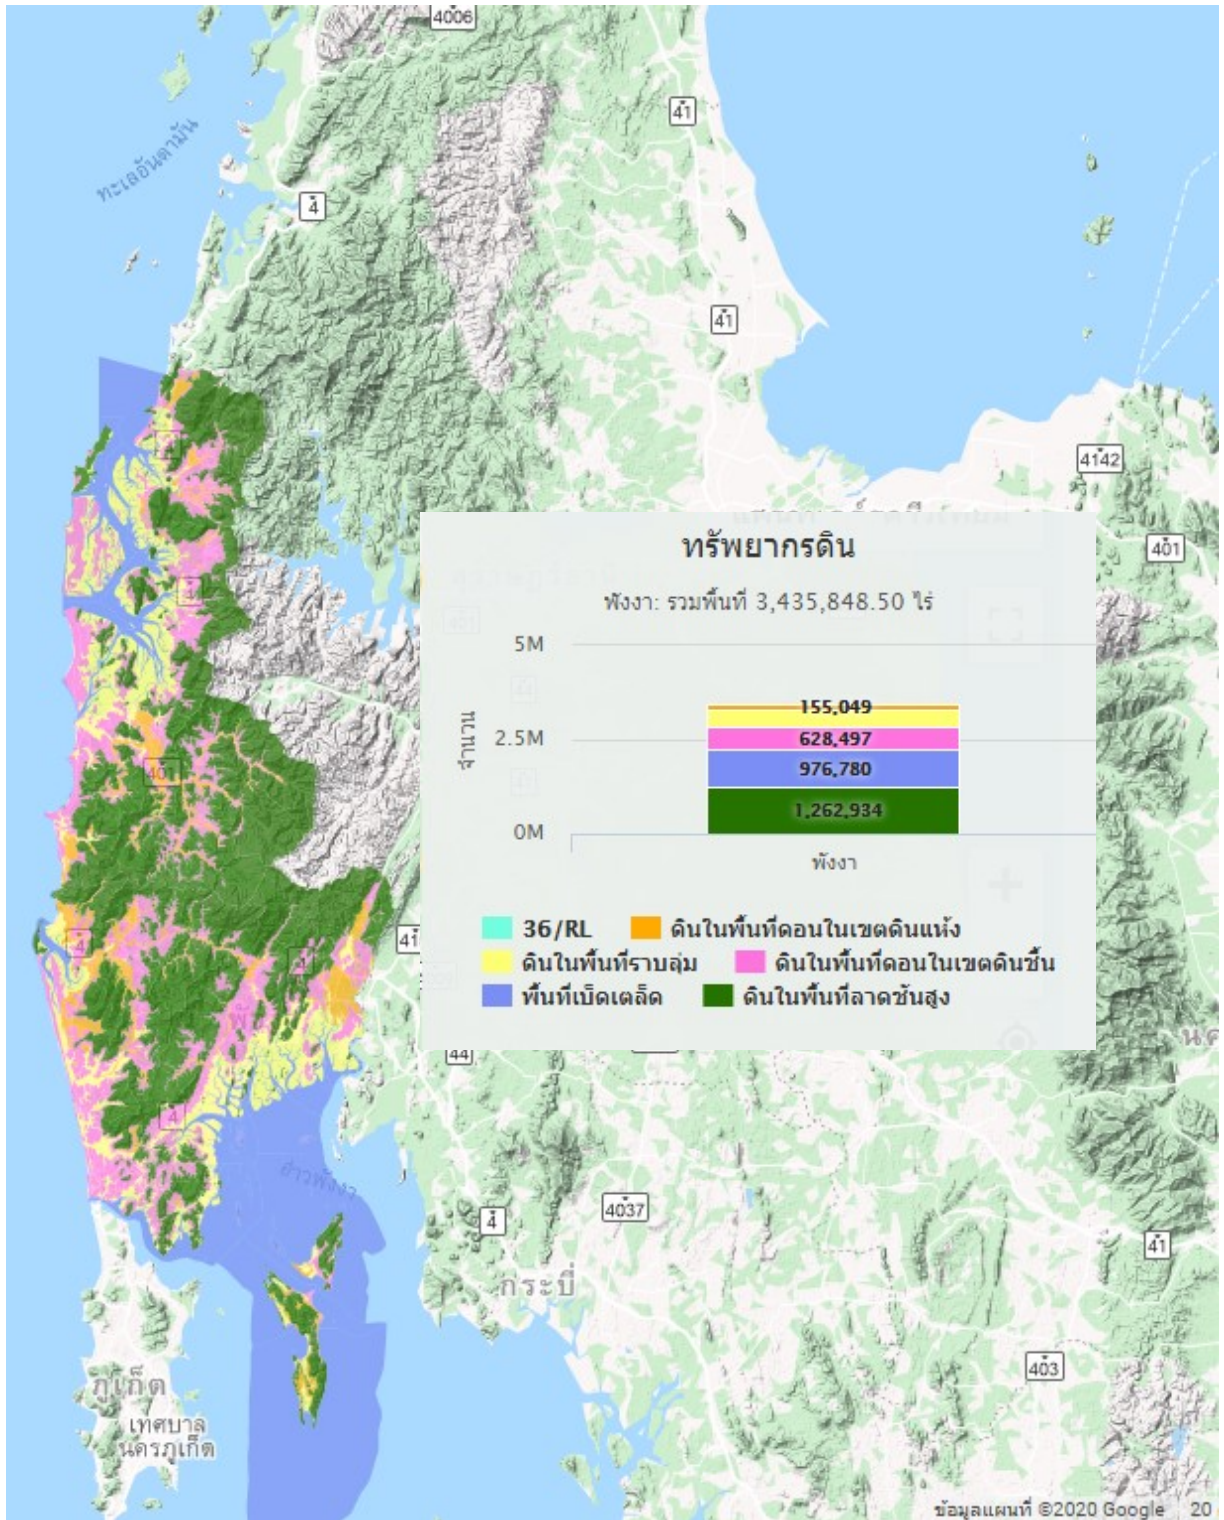 4006
41
ทะเลอันดามัน
4
41
4142
401
ทรัพยากรดิน
พังงา: รวมพื้นที่ 3,435,848.50 ไร่
5M
จำนวน
2.5M
0M
155,049
628,497
976,780
1,262,934
พังงา
36/RL
ดินในพื้นที่ดอนในเขตดินแห้ง
ดินในพื้นที่ราบลุ่ม
ดินในพื้นที่ดอนในเขตดินชื้น
พื้นที่เบ็ดเตล็ด
ดินในพื้นที่ลาดชันสูง
4
4
401
4
4
41
44
นค
4
อ่าวพังงา
4
4037
41
กระบี่
403
ภูเก็ต
เทศบาล
นครภูเก็ต
ข้อมูลแผนที่ ©2020 Google
20